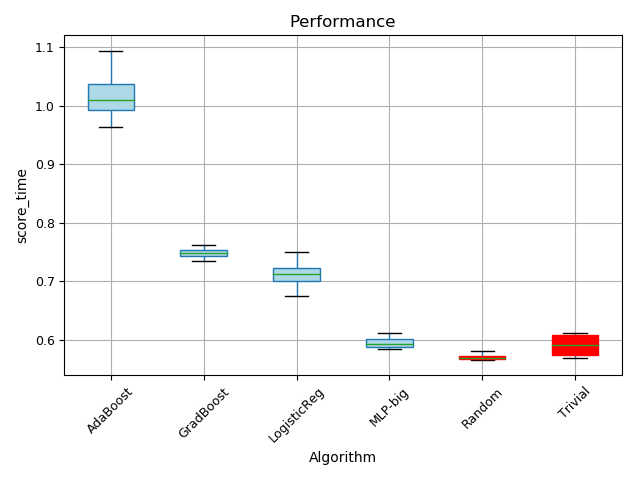 Performance
1.1
1.0
0.9
0.8
0.7
0.6
score_time
AdaBoost
GradBoost
LogisticReg
MLP-big
Random
Trivial
Algorithm